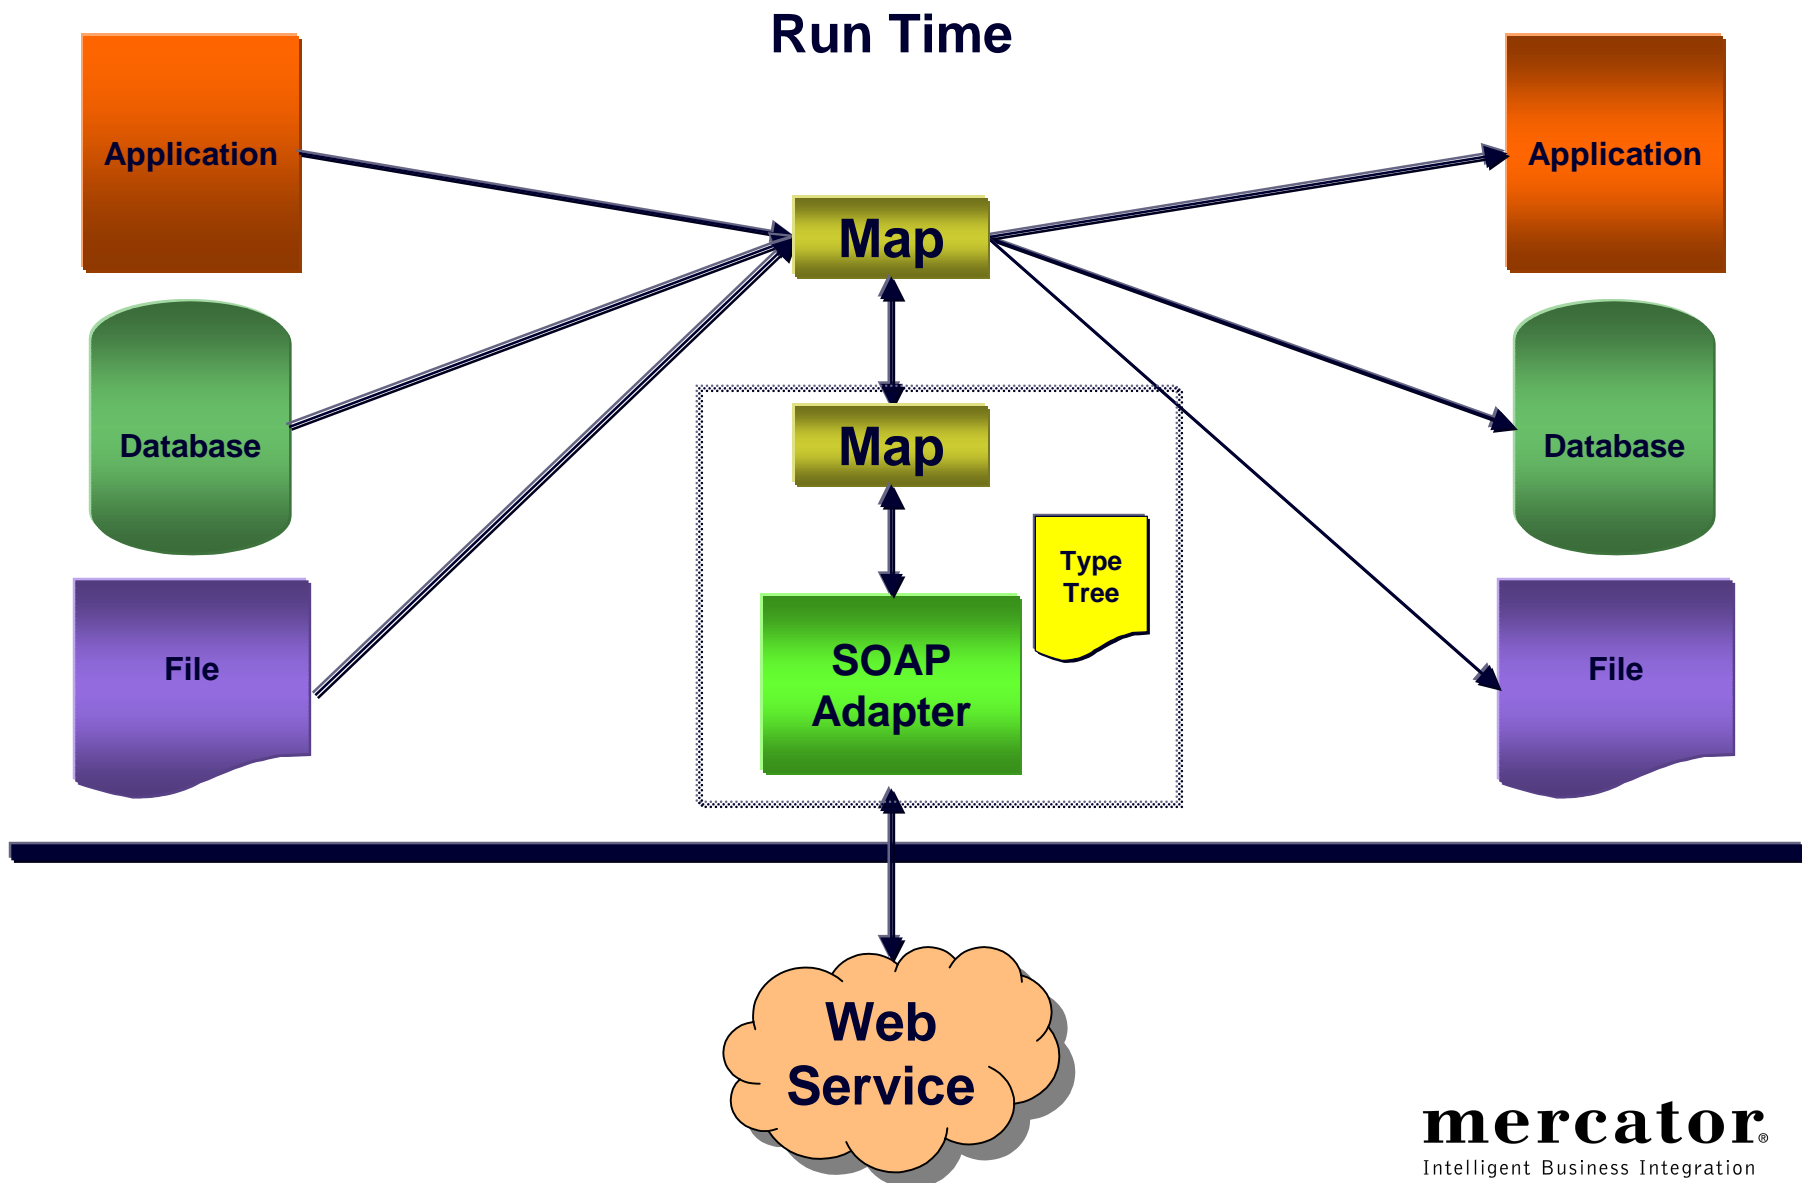 Run Time
Application
Application
Map
Database
Map
Database
Type
Tree
File
SOAP
Adapter
File
Web
Service
mercator®
Intelligent Business Integration